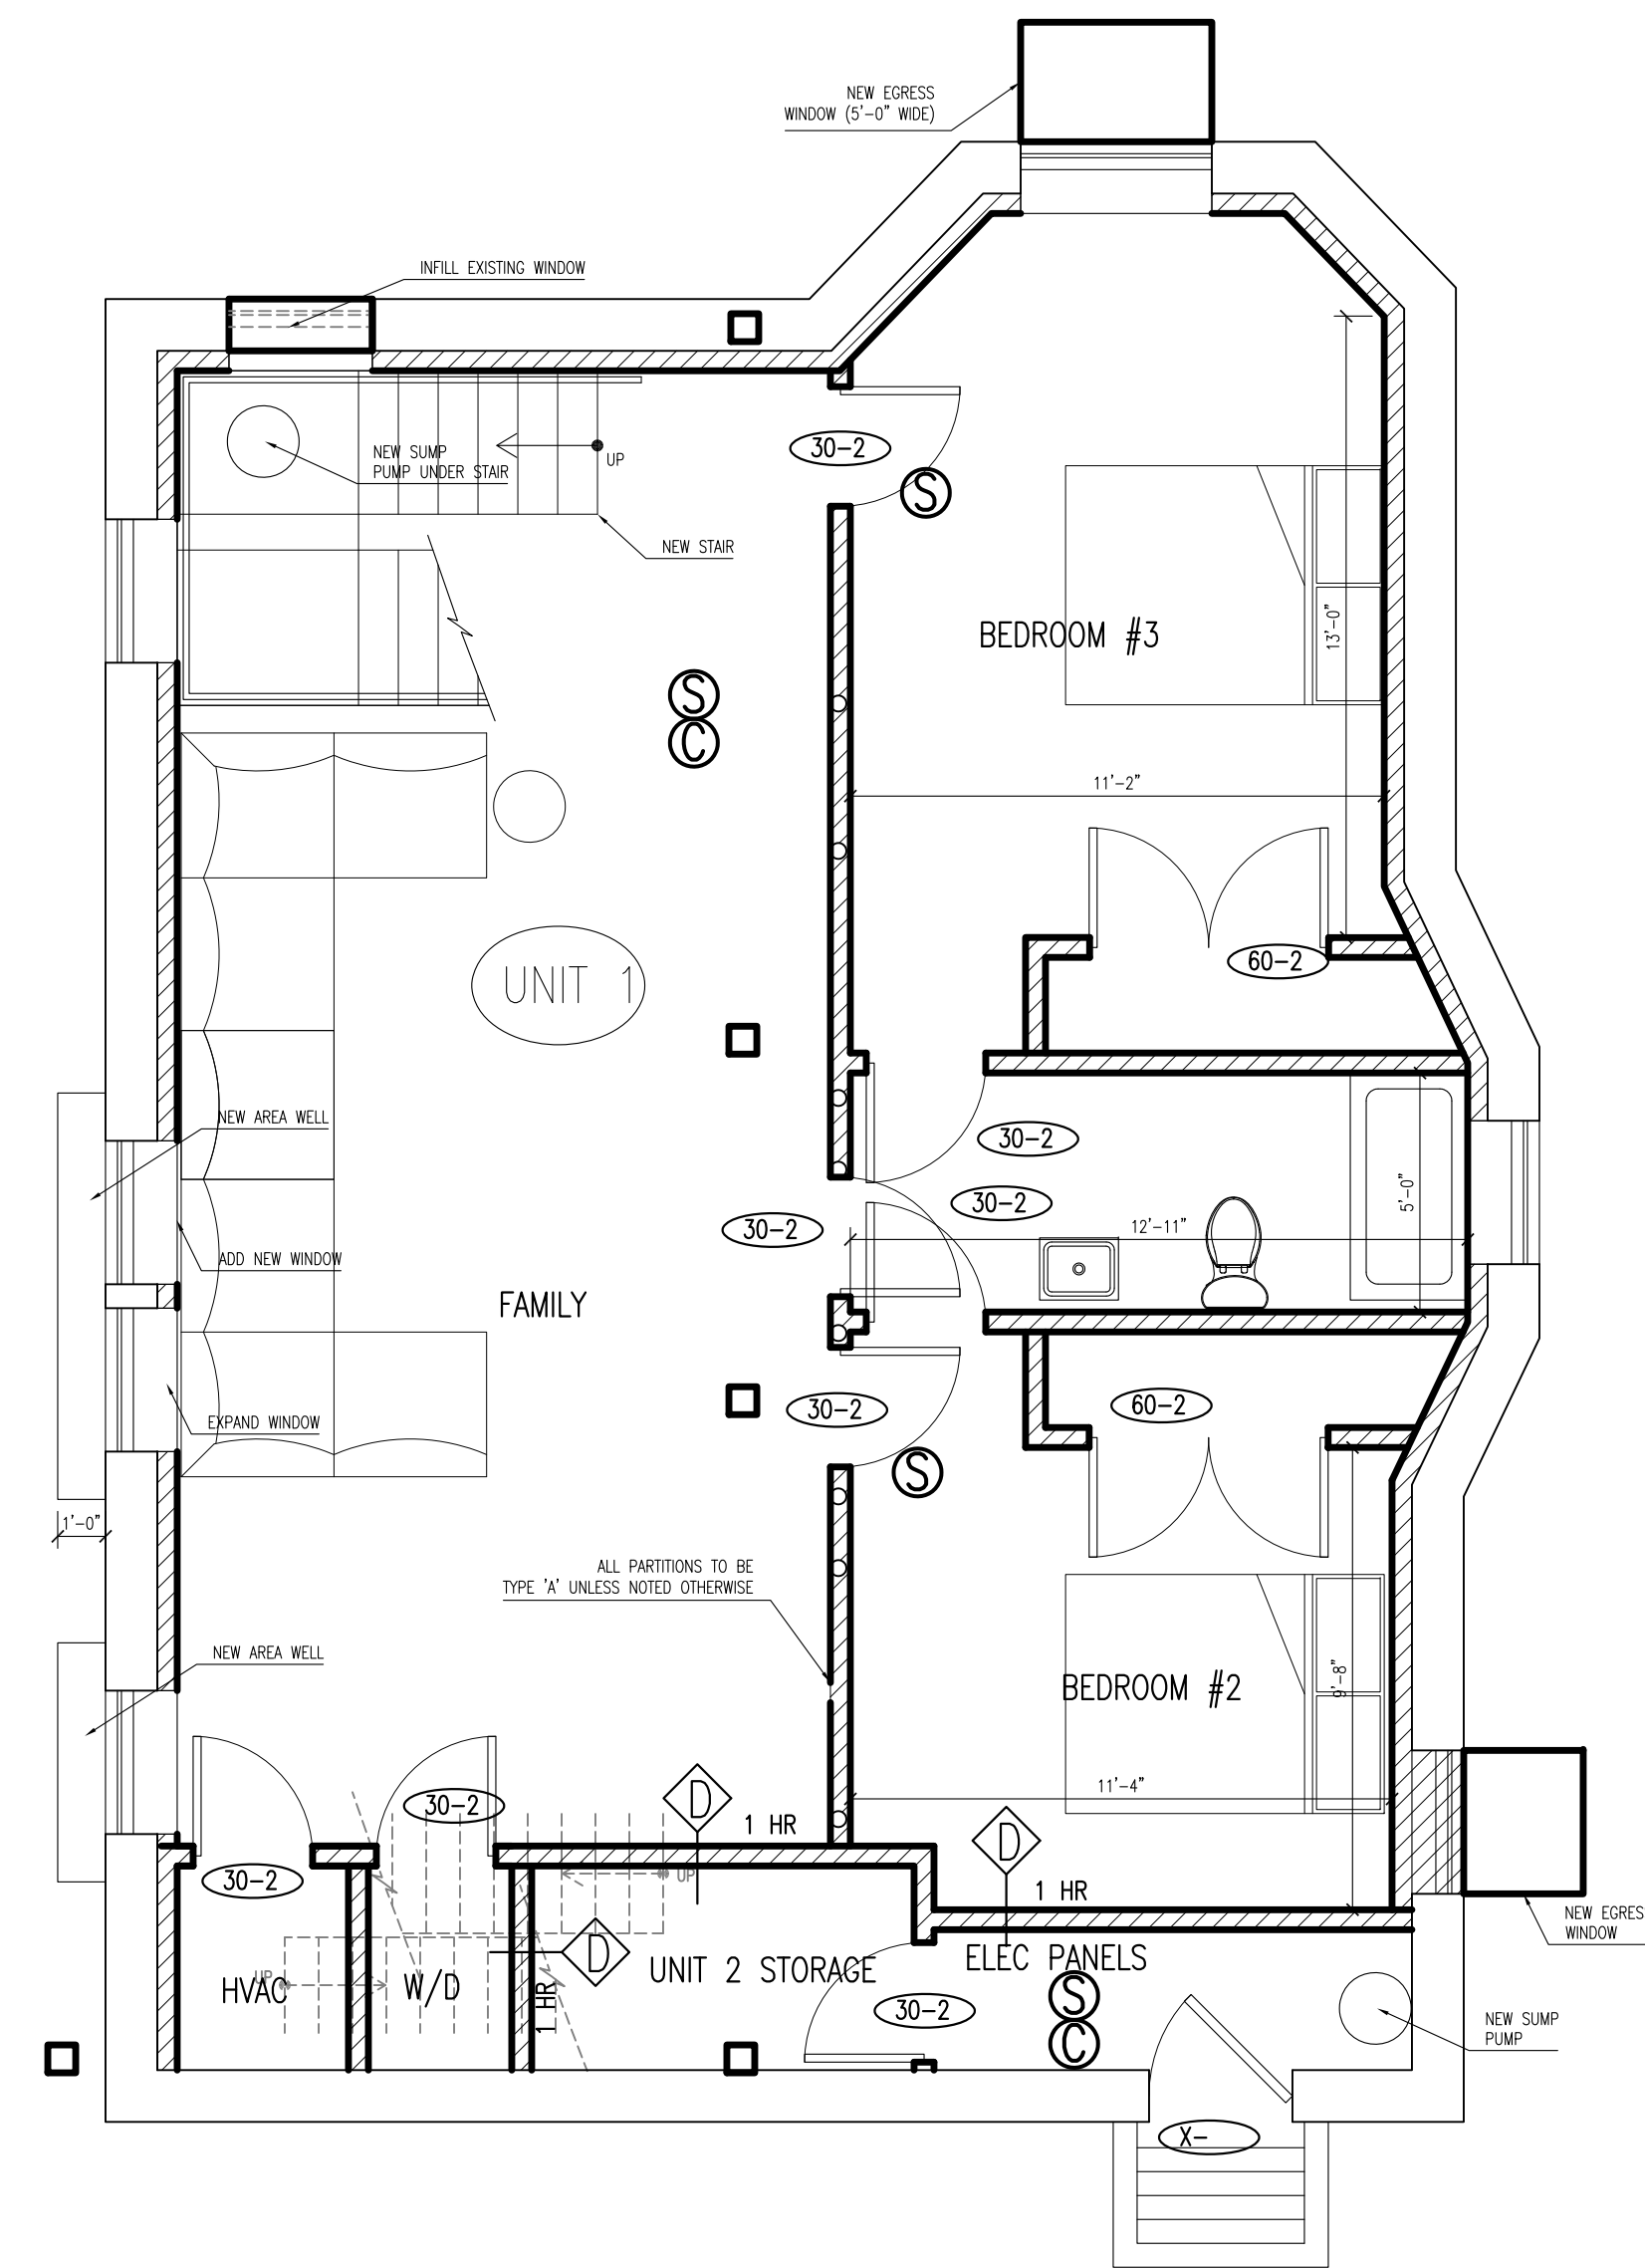 NEW EGRESS
WINDOW (5'-0" WIDE)
INFILL EXISTING WINDOW
30-2
NEW SUMP
PUMP UNDER STAIR
UP
S
NEW STAIR
BEDROOM #3
13'-0"
S
C
11'-2"
UNIT 1
60-2
NEW AREA WELL
30-2
30-2
5'-0"
30-2
12'-11"
ADD NEW WINDOW
FAMILY
EXPAND WINDOW
30-2
60-2
S
1'-0"
ALL PARTITIONS TO BE
TYPE 'A' UNLESS NOTED OTHERWISE
NEW AREA WELL
BEDROOM #2
9'-8"
11'-4"
30-2
D
1 HR
D
30-2
UP
1 HR
NEW EGRES
WINDOW
D
UNIT 2 STORAGE
ELEC PANELS
HVAC
UP
W/D
1 HR
30-2
S
C
NEW SUMP
PUMP
X-